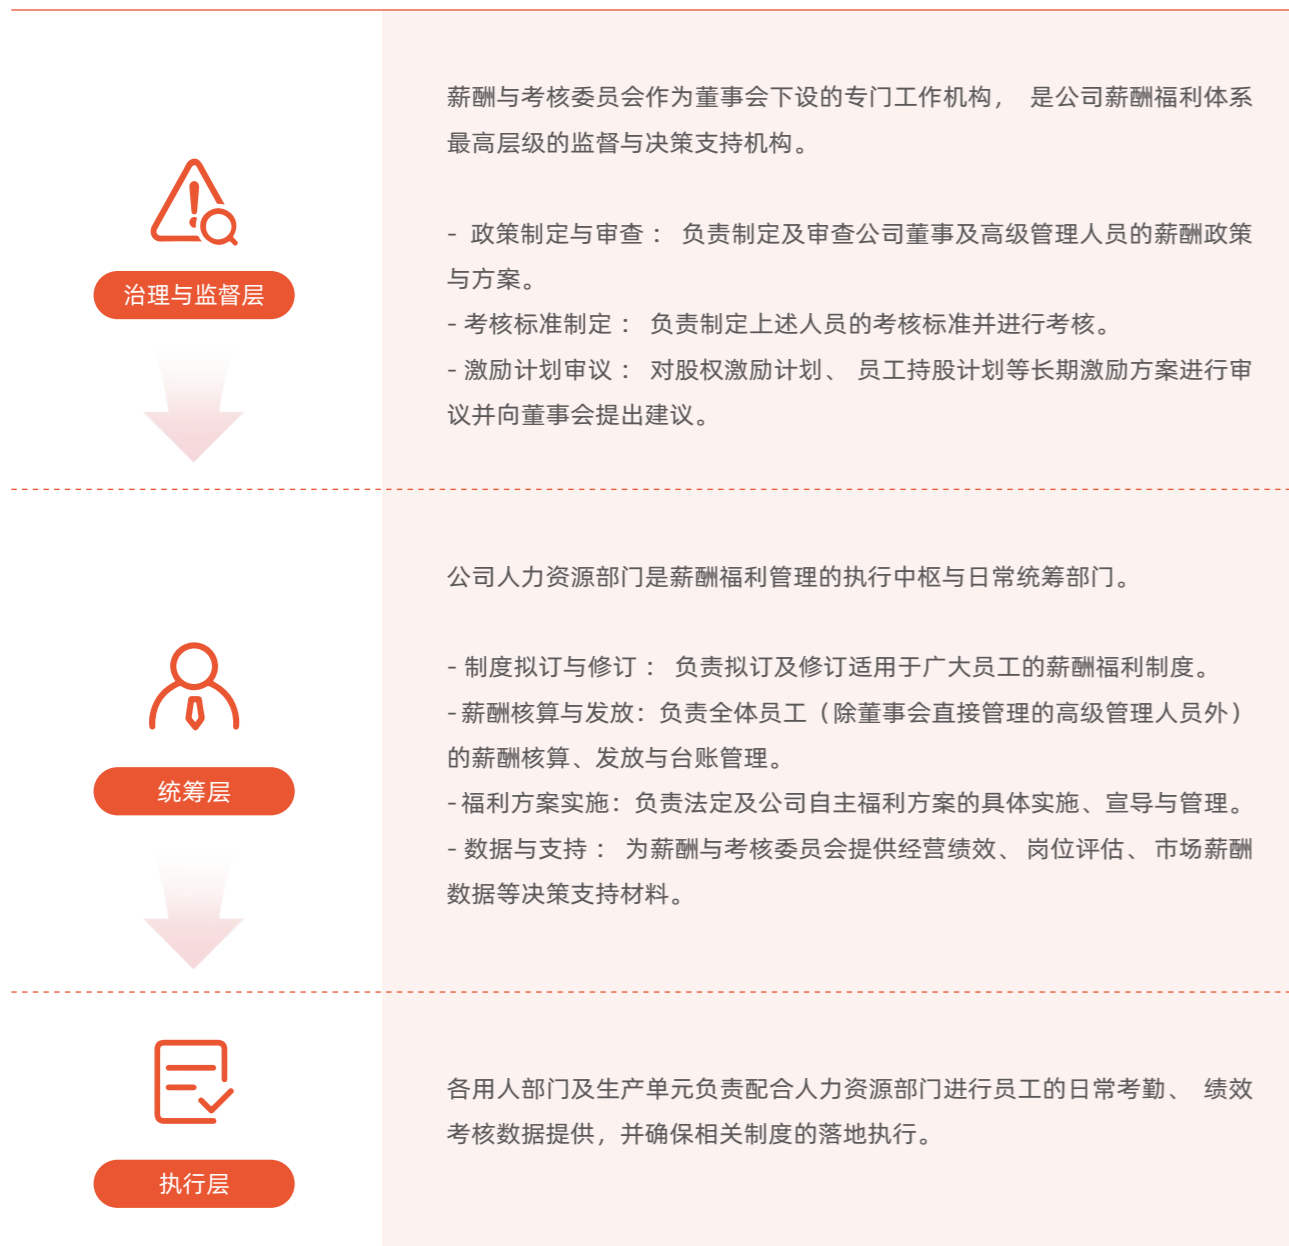 薪酬与考核委员会作为董事会下设的专门工作机构， 是公司薪酬福利体系
最高层级的监督与决策支持机构。
- 政策制定与审查： 负责制定及审查公司董事及高级管理人员的薪酬政策
与方案。
- 考核标准制定： 负责制定上述人员的考核标准并进行考核。
- 激励计划审议： 对股权激励计划、 员工持股计划等长期激励方案进行审
议并向董事会提出建议。
治理与监督层
公司人力资源部门是薪酬福利管理的执行中枢与日常统筹部门。
- 制度拟订与修订： 负责拟订及修订适用于广大员工的薪酬福利制度。
- 薪酬核算与发放：负责全体员工（除董事会直接管理的高级管理人员外）
的薪酬核算、发放与台账管理。
- 福利方案实施：负责法定及公司自主福利方案的具体实施、宣导与管理。
- 数据与支持： 为薪酬与考核委员会提供经营绩效、 岗位评估、 市场薪酬
数据等决策支持材料。
统筹层
各用人部门及生产单元负责配合人力资源部门进行员工的日常考勤、 绩效
考核数据提供，并确保相关制度的落地执行。
执行层